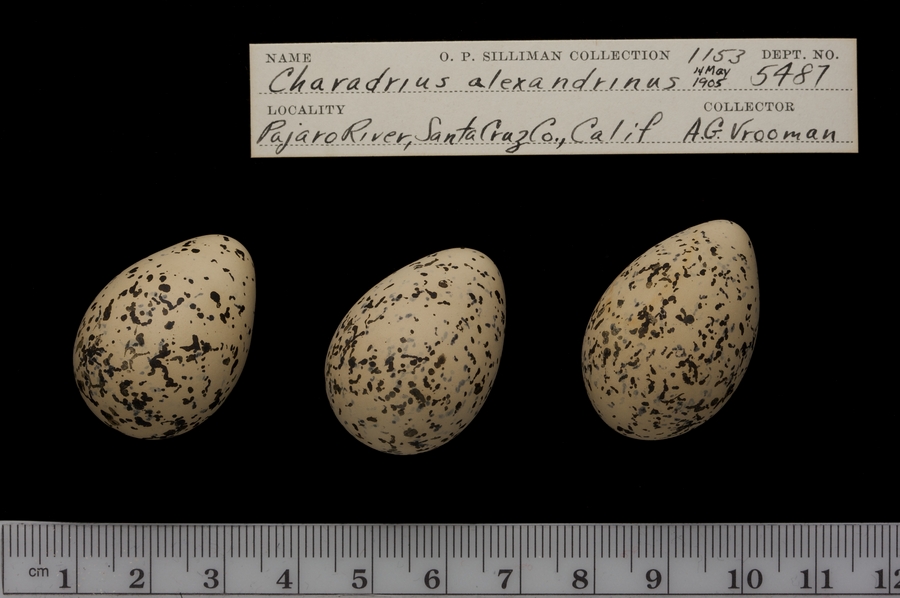 NAME O. P. SILLIMAN COLLECTION 1153 DEPT. NO.
Charadrius alexandrinus 14 May 1905 5487
LOCALITY COLLECTOR
Pajaro River, Santa Cruz Co., Calif A.G. Vrooman
cm 1 2 3 4 5 6 7 8 9 10 11 12